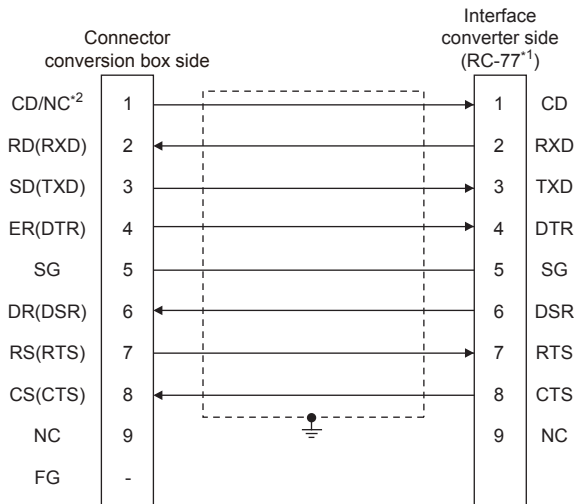 Connector
conversion box side
Interface
converter side
(RC-77*1)
CD/NC*2 1 1 CD
RD(RXD) 2 2 RXD
SD(TXD) 3 3 TXD
ER(DTR) 4 4 DTR
SG 5 5 SG
DR(DSR) 6 6 DSR
RS(RTS) 7 7 RTS
CS(CTS) 8 8 CTS
NC 9 9 NC
FG -